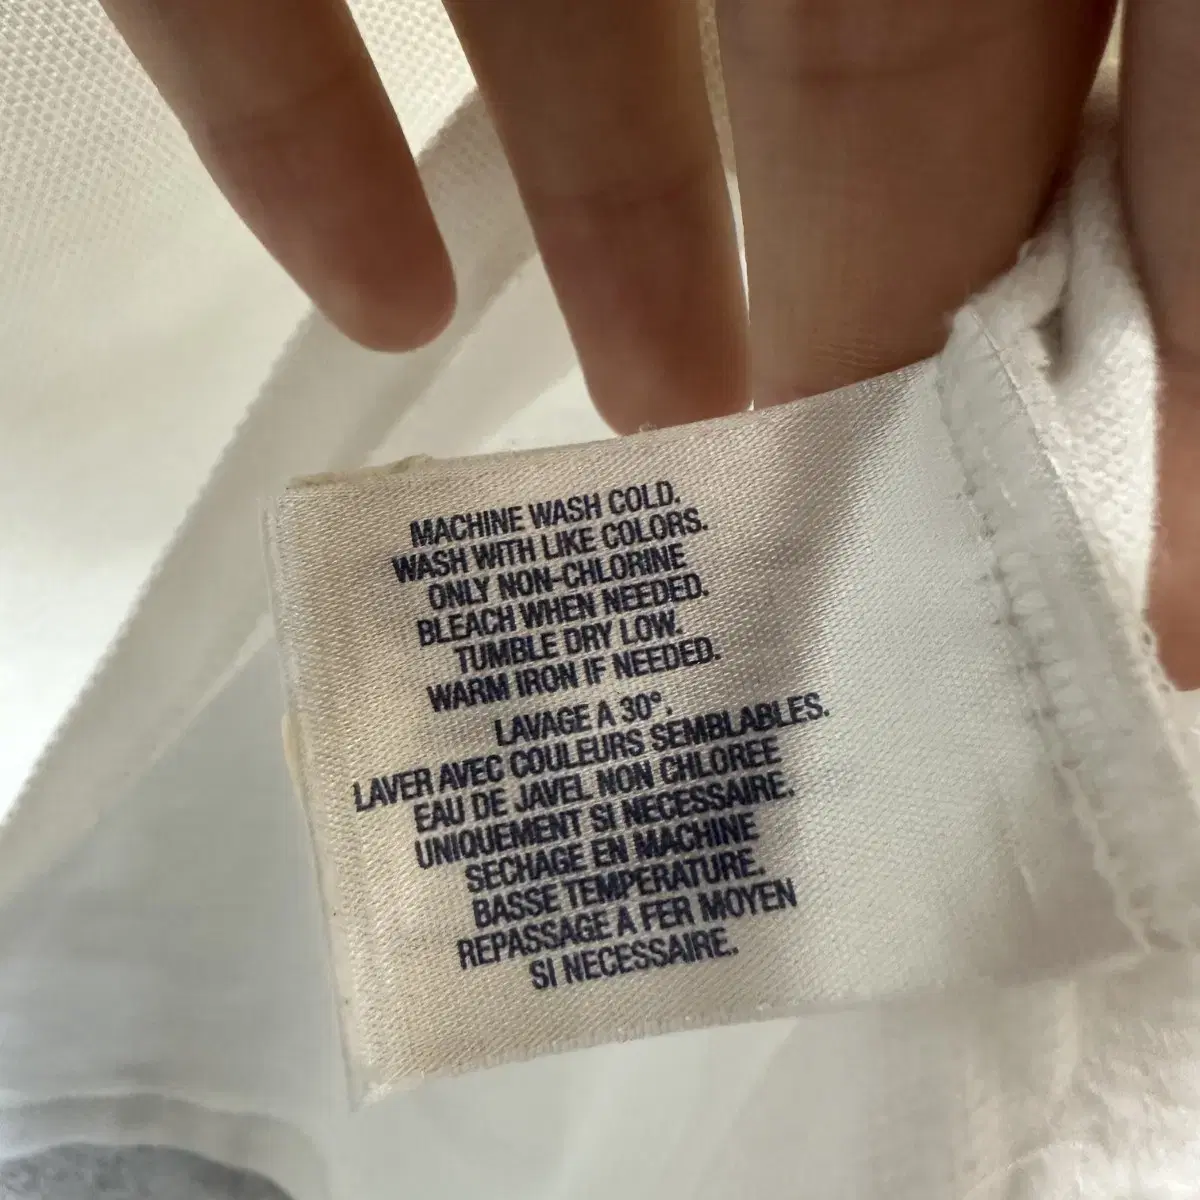 MACHINE WASH COLD.
WASH WITH LIKE COLORS.
ONLY NON-CHLORINE
BLEACH WHEN NEEDED.
TUMBLE DRY LOW.
WARM IRON IF NEEDED.
LAVAGE A 30°.
LAVER AVEC COULEURS SEMBLABLES.
EAU DE JAVEL NON CHLOREE
UNIQUEMENT SI NECESSAIRE.
SECHAGE EN MACHINE
BASSE TEMPERATURE.
REPASSAGE A FER MOYEN
SI NECESSAIRE.